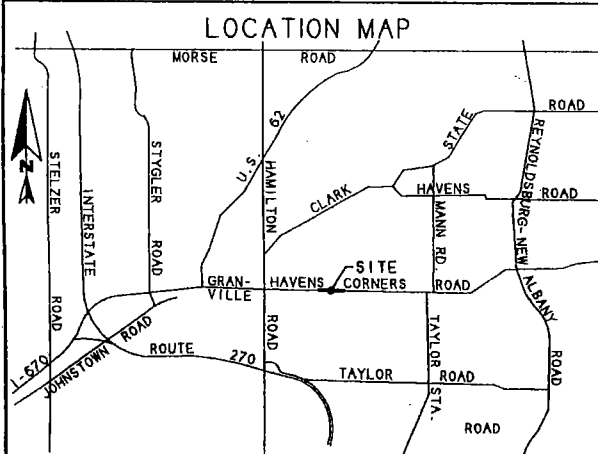 LOCATION MAP
MORSE ROAD
N
STELZER
ROAD
INTERSTATE
STYGLER
ROAD
U.S. 62
HAMILTON
ROAD
CLARK
STATE
ROAD
HAVENS
ROAD
MANN RD.
REYNOLDSBURG-NEW
ALBANY
ROAD
SITE
GRAN-
VILLE
HAVENS CORNERS ROAD
I-670
JOHNSTOWN ROAD
ROUTE 270
TAYLOR ROAD
TAYLOR
STA-
ROAD